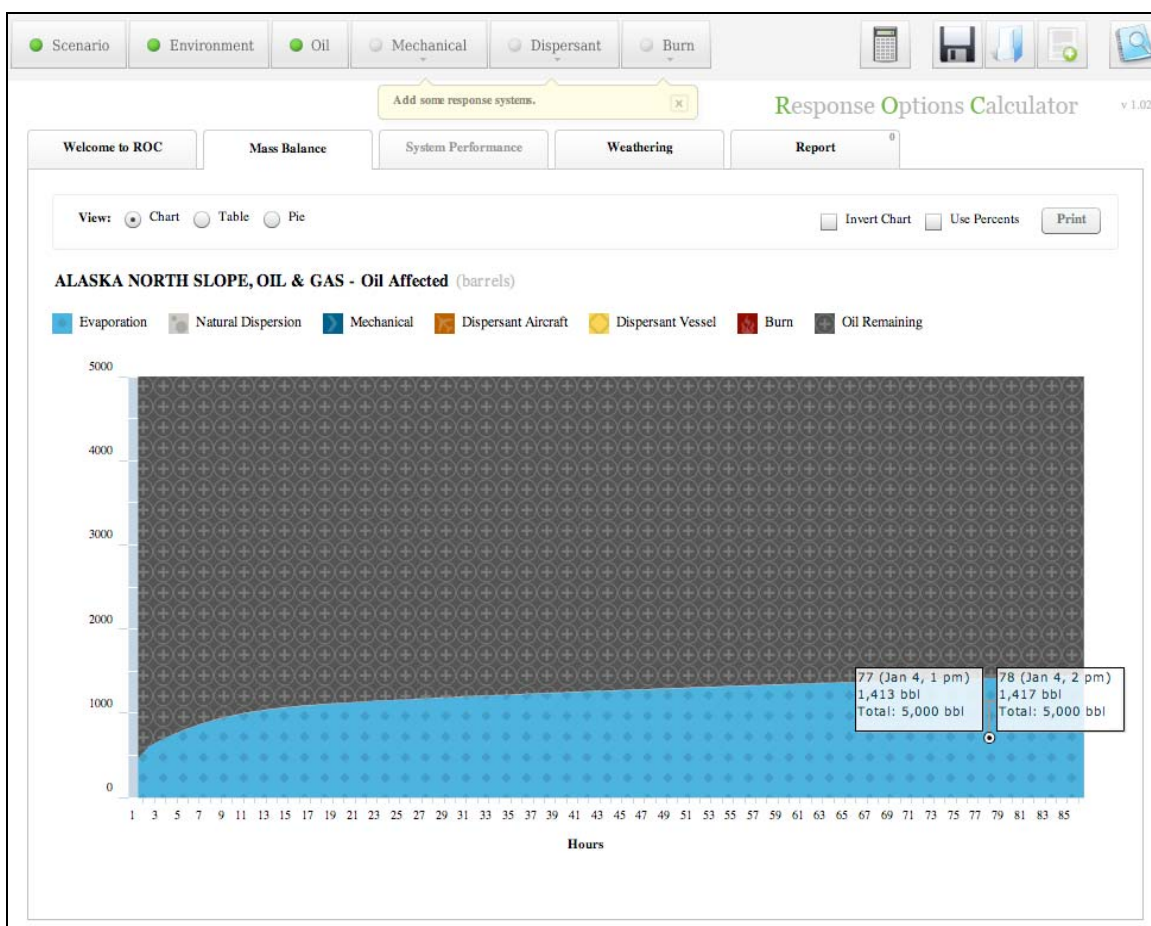 Scenario Environment Oil Mechanical Dispersant Burn
Add some response systems. x
Response Options Calculator v 1.02
Welcome to ROC Mass Balance System Performance Weathering Report 0
View: Chart Table Pie Invert Chart Use Percents Print
ALASKA NORTH SLOPE, OIL & GAS - Oil Affected (barrels)
Evaporation Natural Dispersion Mechanical Dispersant Aircraft Dispersant Vessel Burn Oil Remaining
5000
4000
3000
2000
1000
0
77 (Jan 4, 1 pm)
1,413 bbl
Total: 5,000 bbl
78 (Jan 4, 2 pm)
1,417 bbl
Total: 5,000 bbl
1 3 5 7 9 11 13 15 17 19 21 23 25 27 29 31 33 35 37 39 41 43 45 47 49 51 53 55 57 59 61 63 65 67 69 71 73 75 77 79 81 83 85
Hours